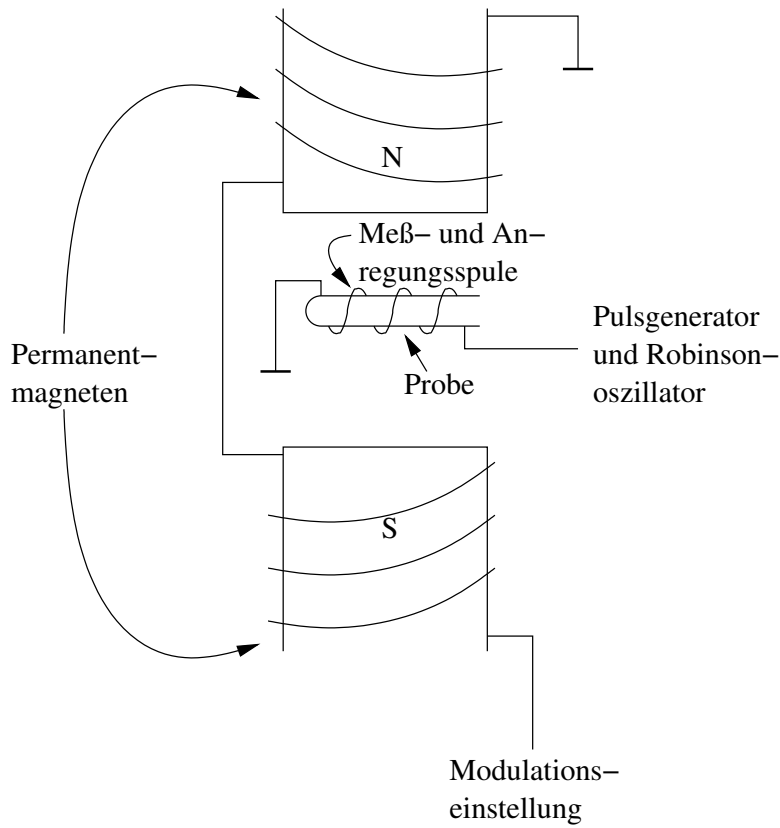 N
Meß− und An−
regungsspule
Pulsgenerator
und Robinson−
oszillator
Permanent−
magneten
Probe
S
Modulations−
einstellung